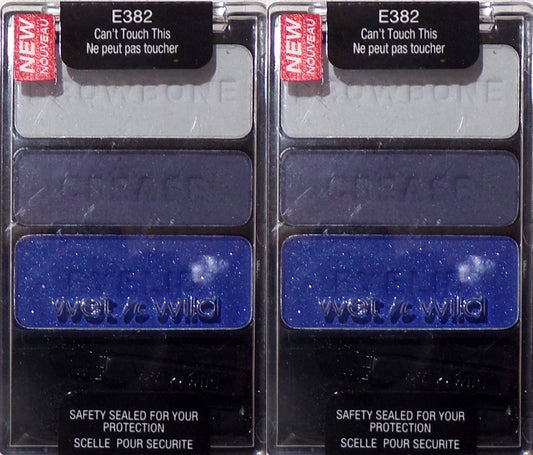 NEW
NOUVEAU
E382
Can't Touch This
Ne peut pas toucher
BROWBONE
CREASE
EYELID
wet n wild
SAFETY SEALED FOR YOUR
PROTECTION
SCELLE POUR SECURITE
NEW
NOUVEAU
E382
Can't Touch This
Ne peut pas toucher
BROWBONE
CREASE
EYELID
wet n wild
SAFETY SEALED FOR YOUR
PROTECTION
SCELLE POUR SECURITE